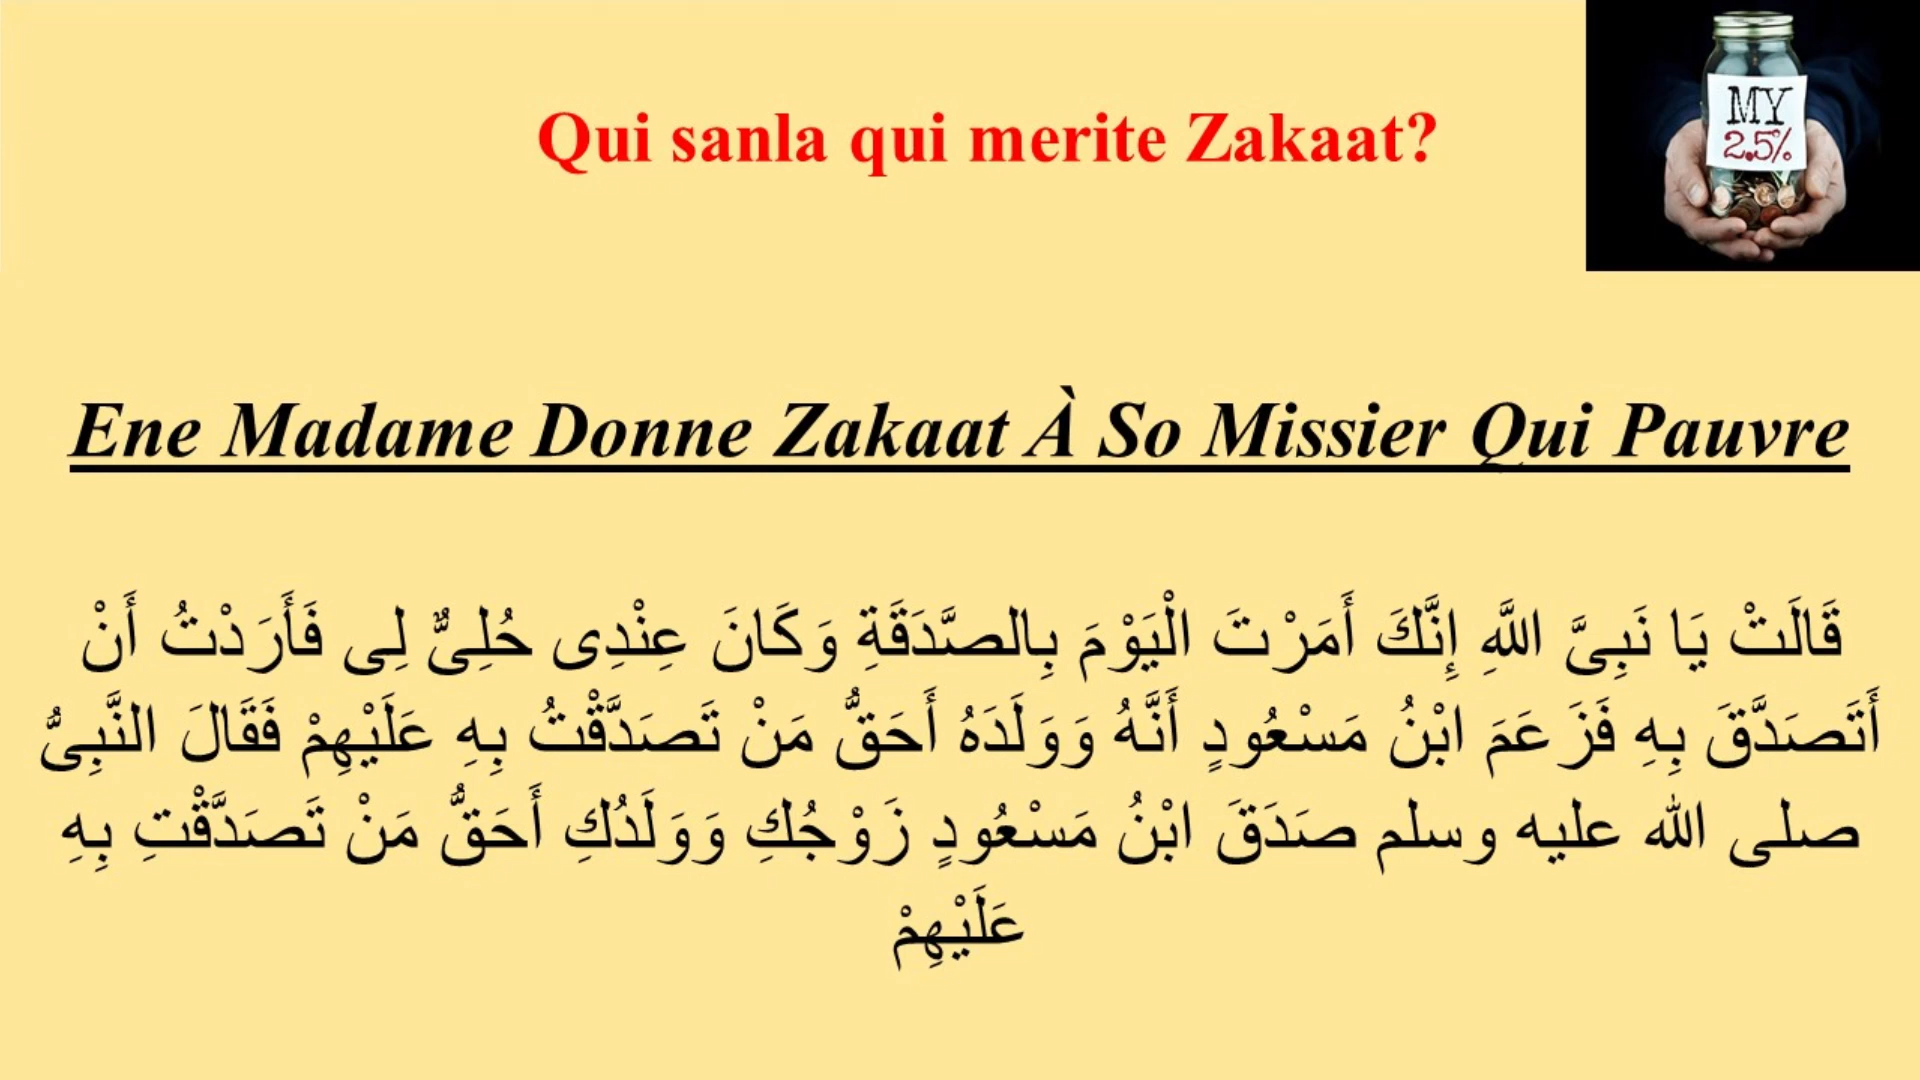 MY
2.5%
Qui sanla qui merite Zakaat?
Ene Madame Donne Zakaat À So Missier Qui Pauvre
قَالَتْ يَا نَبِىَّ اللَّهِ إِنَّكَ أَمَرْتَ الْيَوْمَ بِالصَّدَقَةِ وَكَانَ عِنْدِى حُلِىٌّ لِى فَأَرَدْتُ أَنْ
أَتَصَدَّقَ بِهِ فَزَعَمَ ابْنُ مَسْعُودٍ أَنَّهُ وَوَلَدَهُ أَحَقُّ مَنْ تَصَدَّقْتُ بِهِ عَلَيْهِمْ فَقَالَ النَّبِىُّ
صلى الله عليه وسلم صَدَقَ ابْنُ مَسْعُودٍ زَوْجُكِ وَوَلَدُكِ أَحَقُّ مَنْ تَصَدَّقْتِ بِهِ
عَلَيْهِمْ